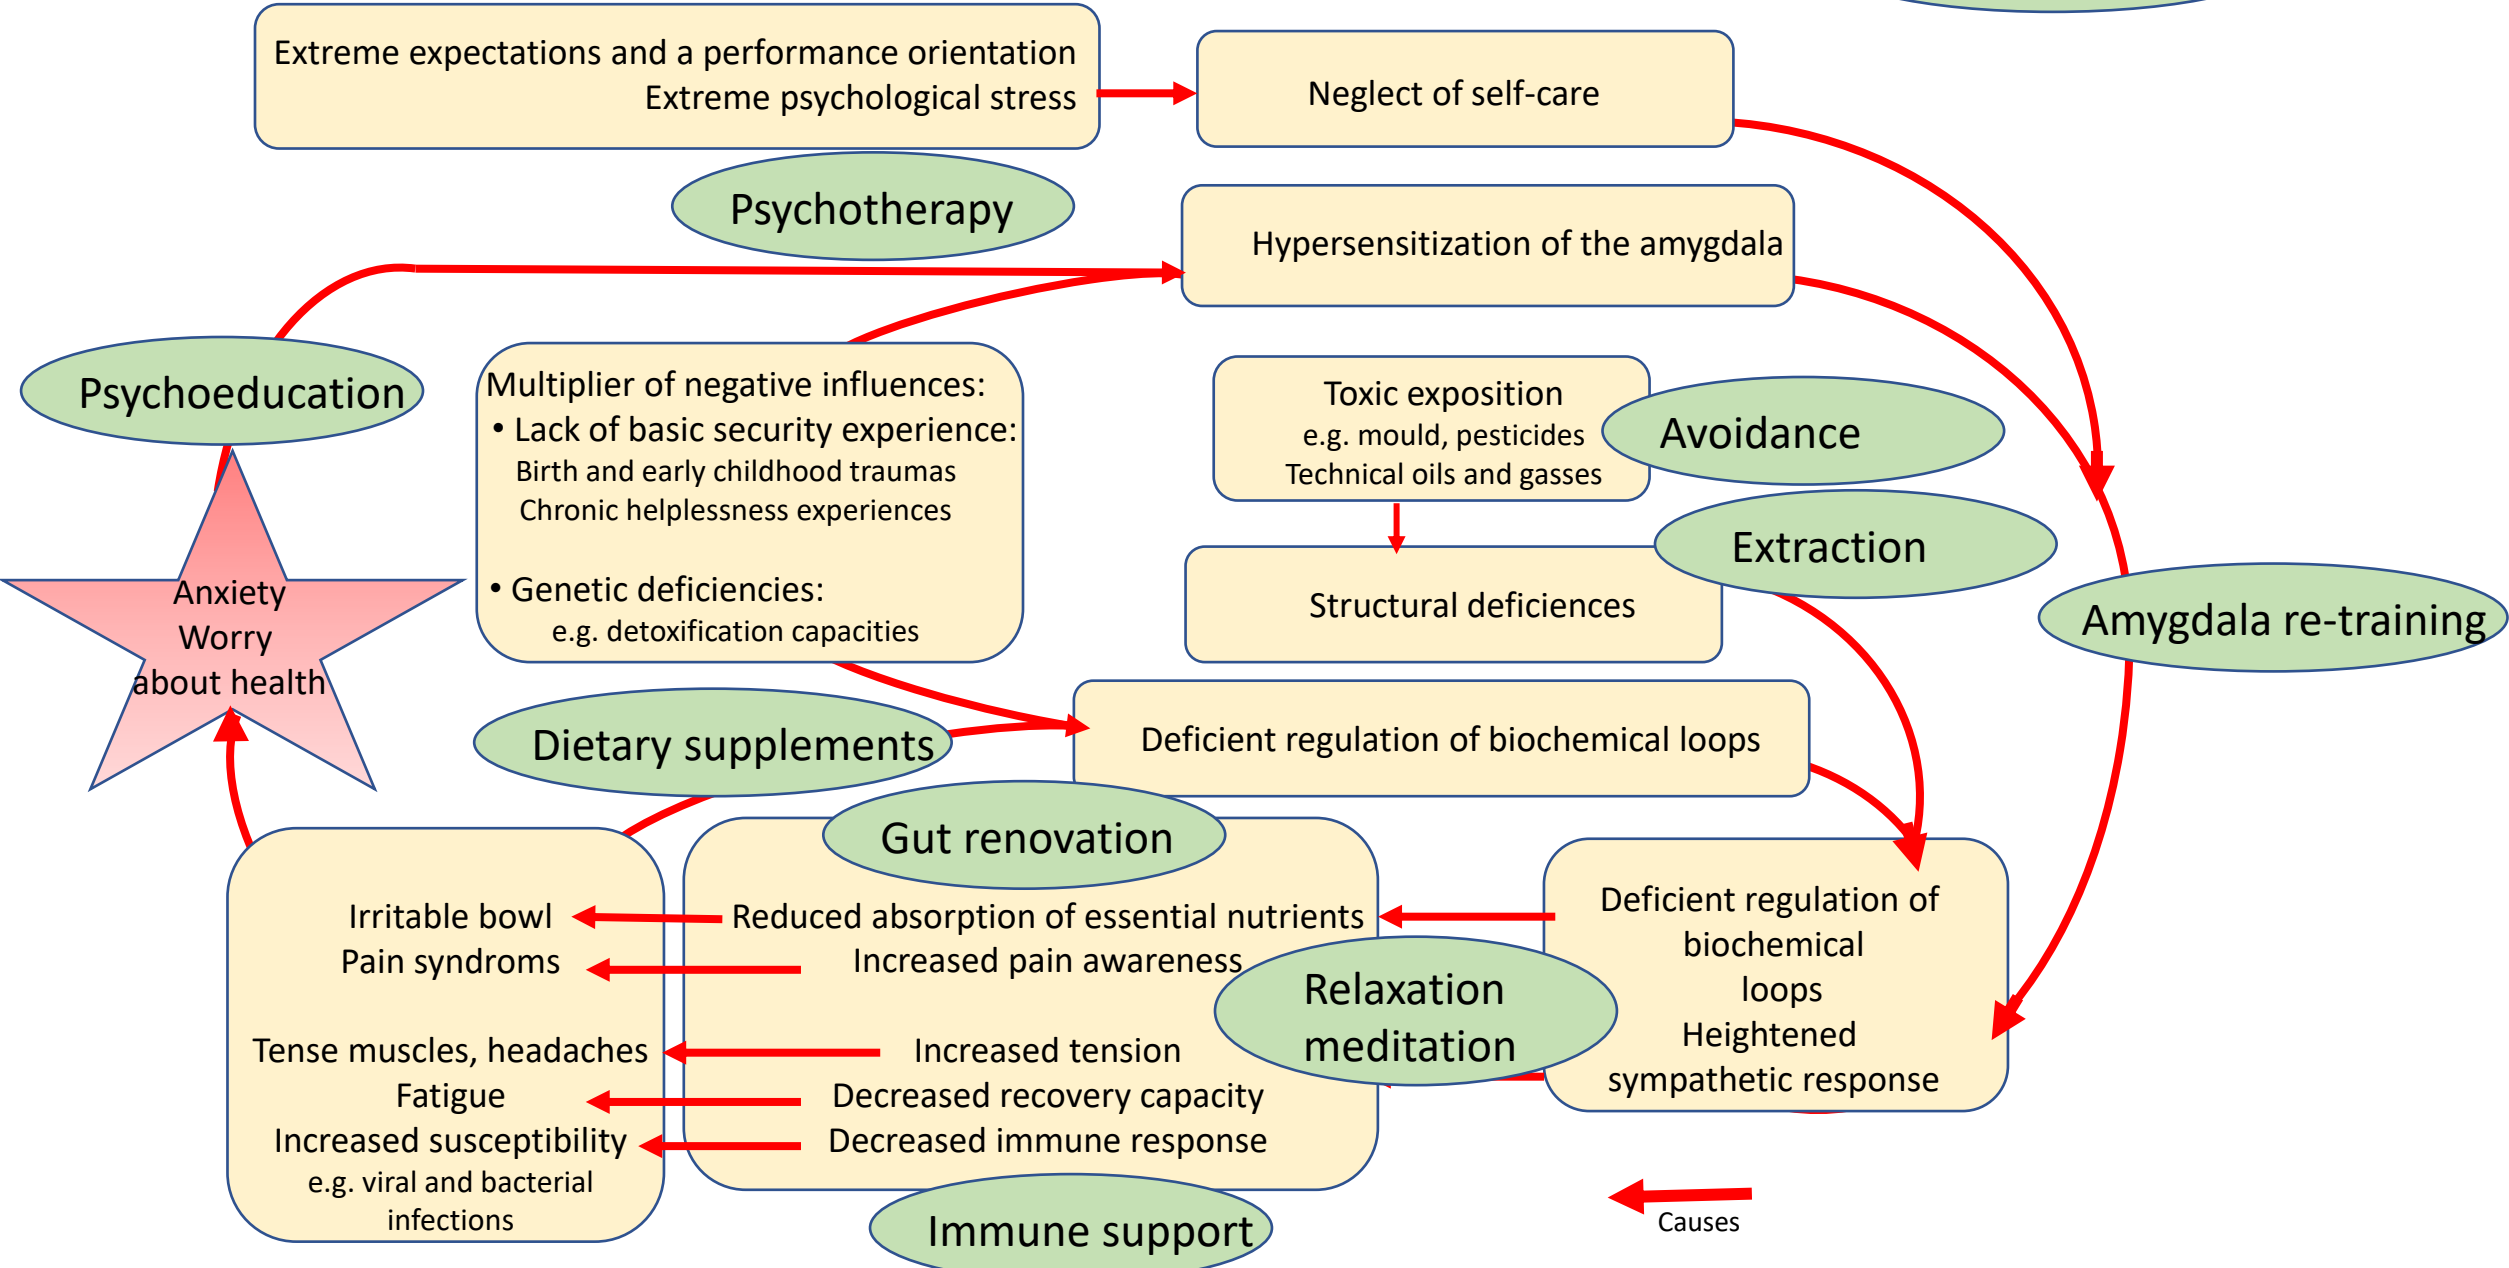 Extreme expectations and a performance orientation
Extreme psychological stress
Neglect of self-care
Psychotherapy
Hypersensitization of the amygdala
Psychoeducation
Multiplier of negative influences:
• Lack of basic security experience:
Birth and early childhood traumas
Chronic helplessness experiences
• Genetic deficiencies:
e.g. detoxification capacities
Toxic exposition
e.g. mould, pesticides
Technical oils and gasses
Avoidance
Extraction
Structural deficiences
Amygdala re-training
Anxiety
Worry
about health
Dietary supplements
Deficient regulation of biochemical loops
Gut renovation
Irritable bowl
Pain syndroms
Tense muscles, headaches
Fatigue
Increased susceptibility
e.g. viral and bacterial
infections
Reduced absorption of essential nutrients
Increased pain awareness
Increased tension
Decreased recovery capacity
Decreased immune response
Relaxation
meditation
Deficient regulation of
biochemical
loops
Heightened
sympathetic response
Immune support
Causes